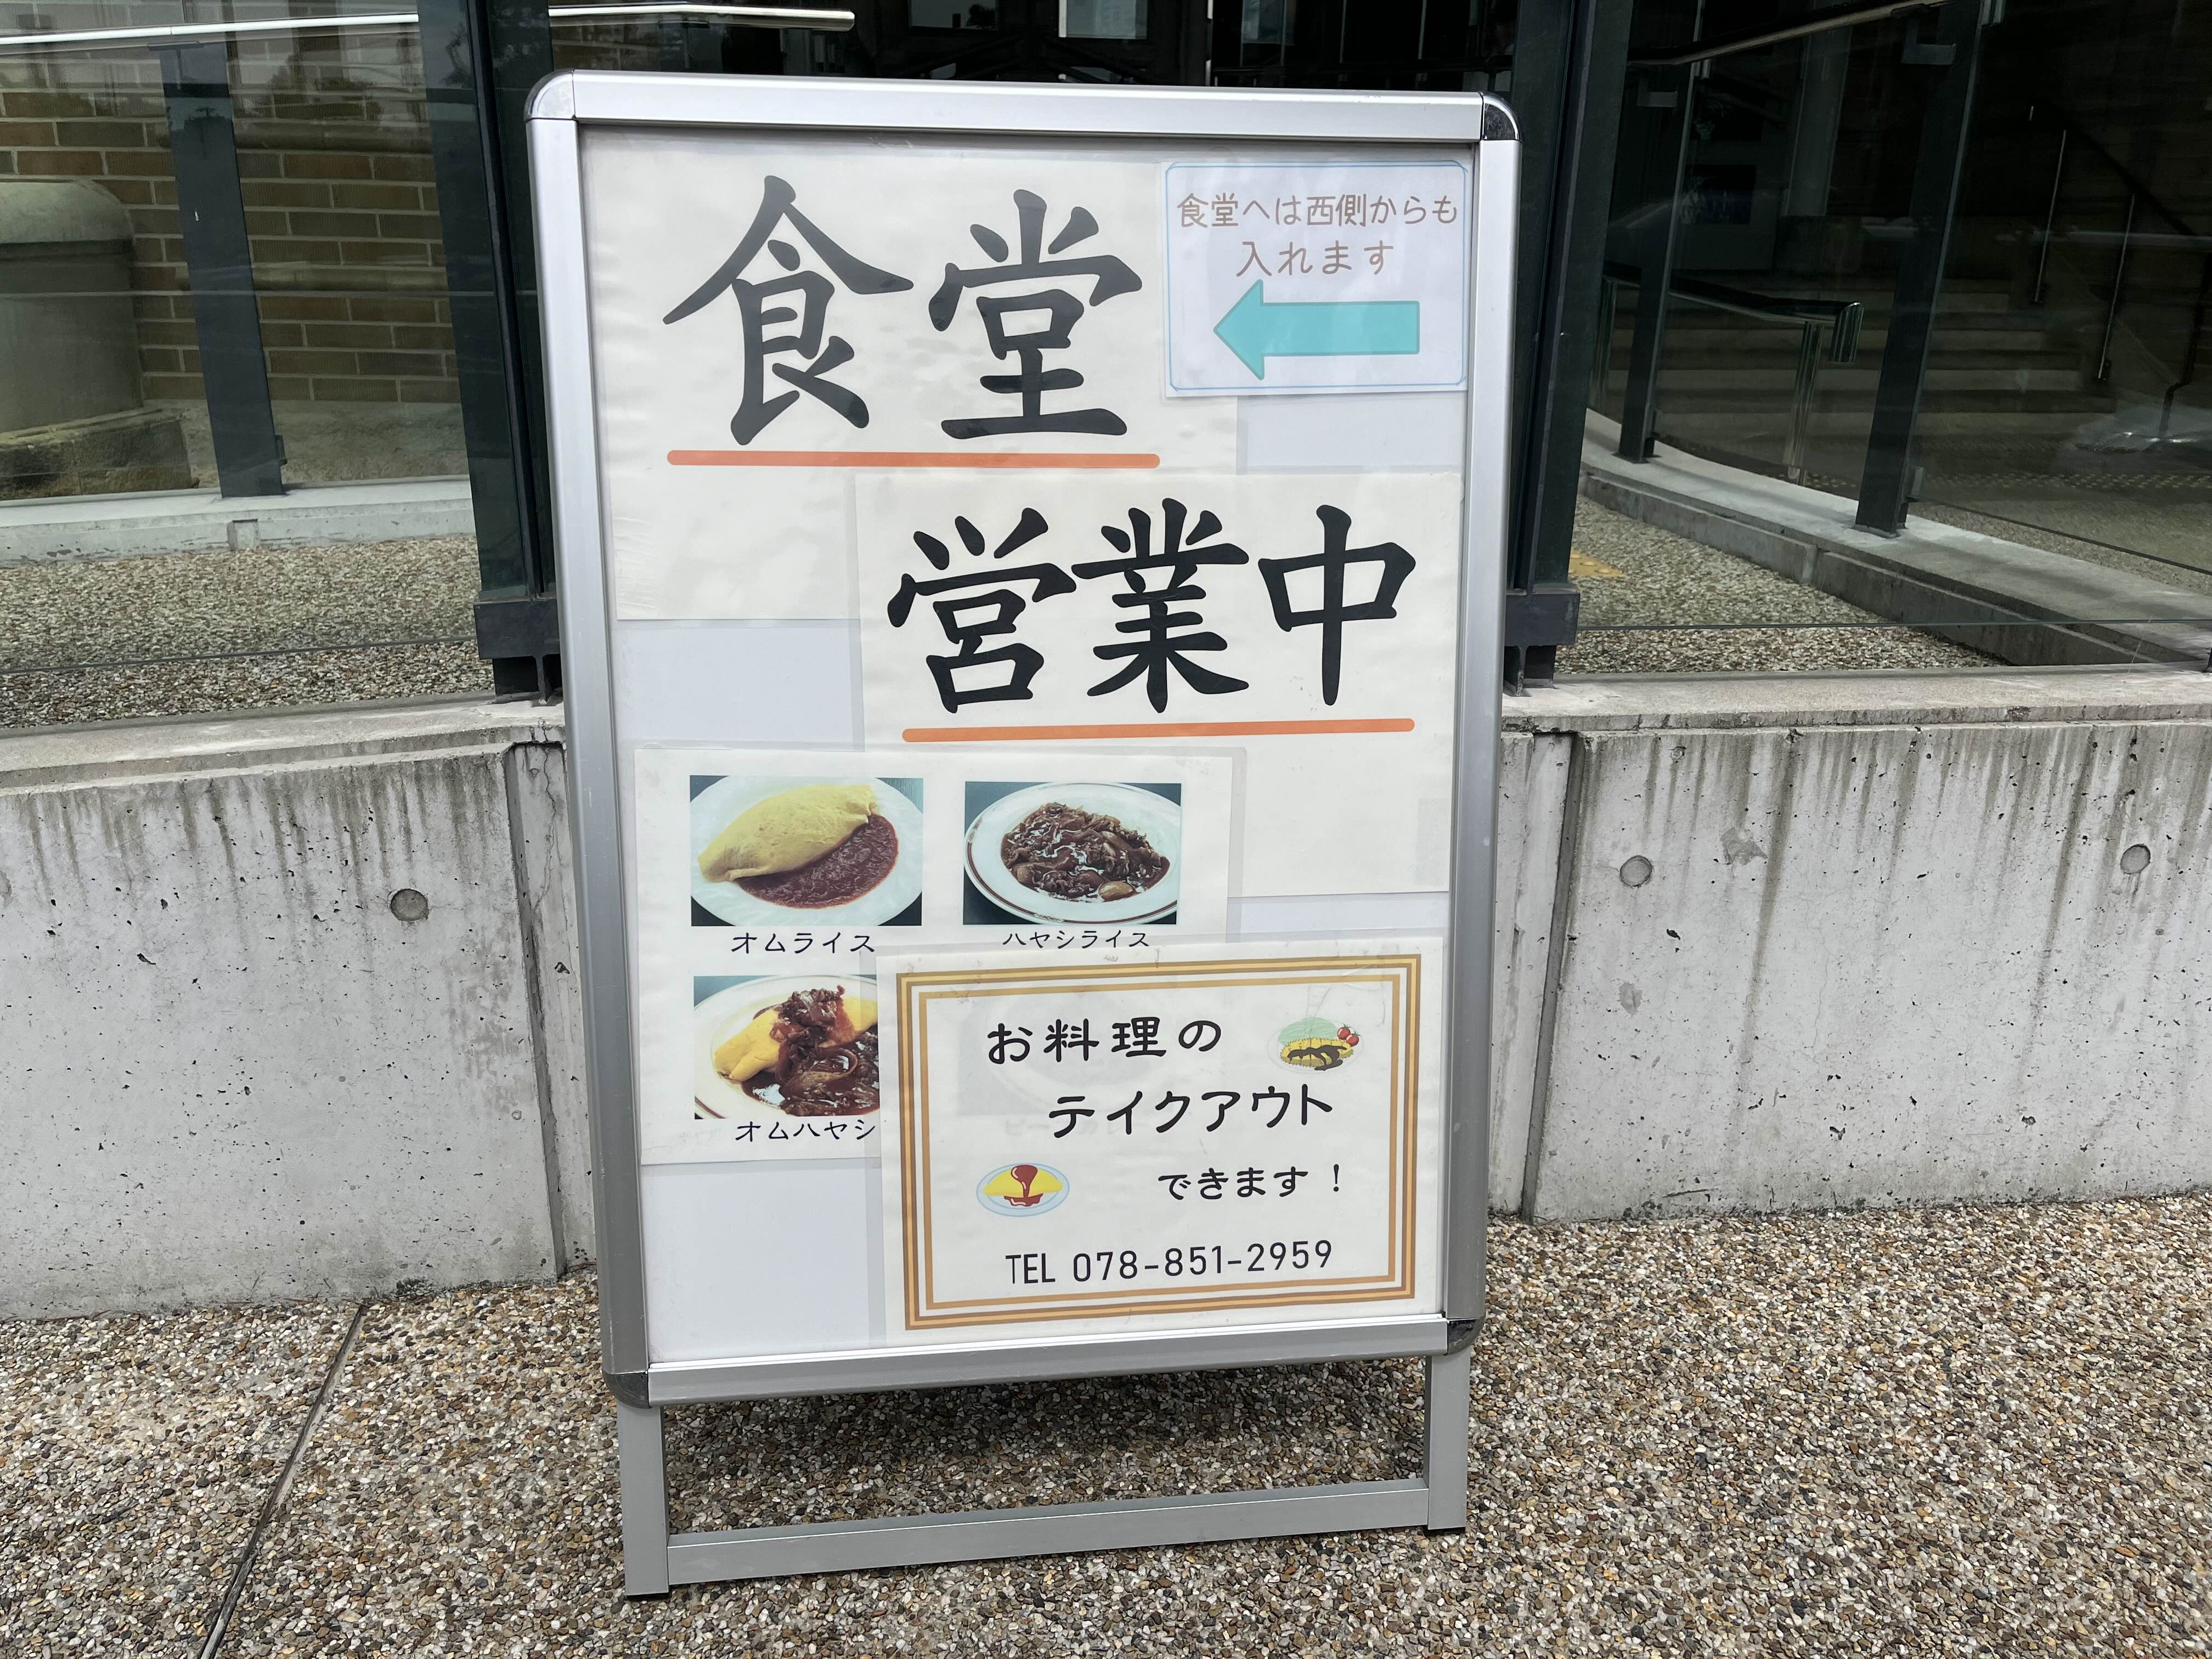 食堂
食堂へは西側からも
入れます
営業中
オムライス
ハヤシライス
オムハヤシ
お料理の
テイクアウト
できます！
TEL 078-851-2959